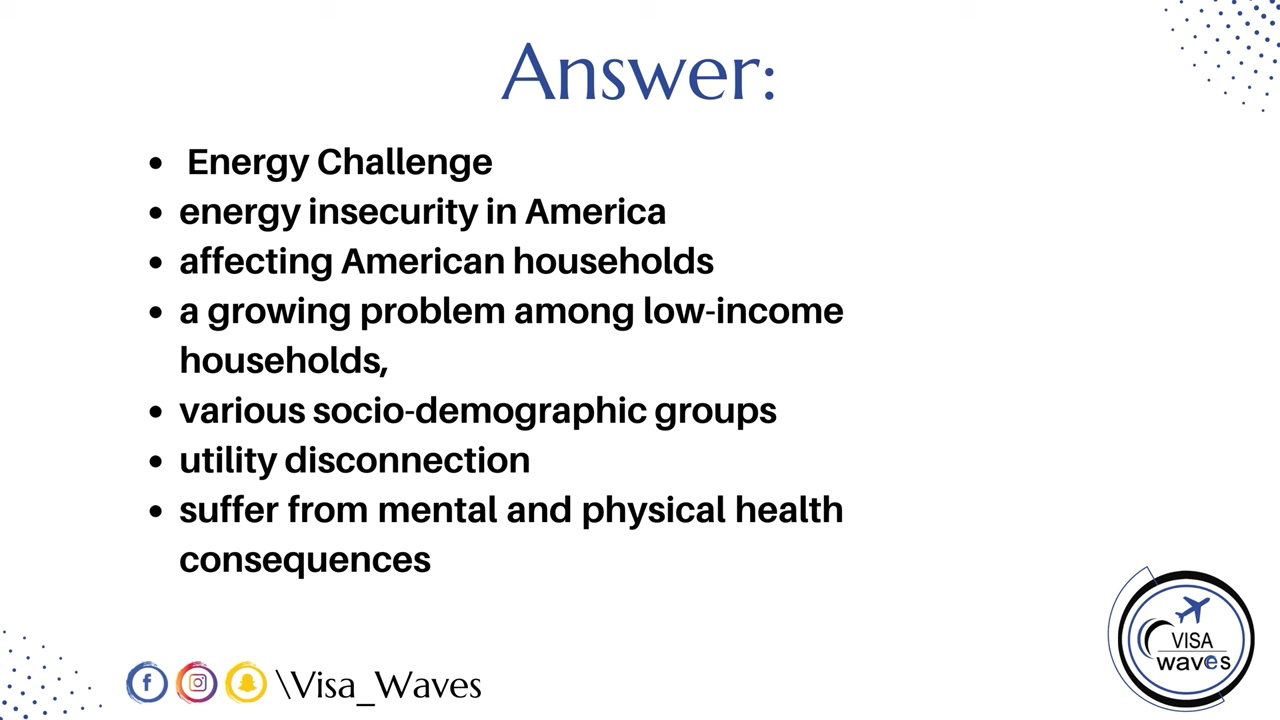 Answer:
Energy Challenge
energy insecurity in America
affecting American households
a growing problem among low-income
households,
various socio-demographic groups
utility disconnection
suffer from mental and physical health
consequences
\Visa_Waves
VISA
waves